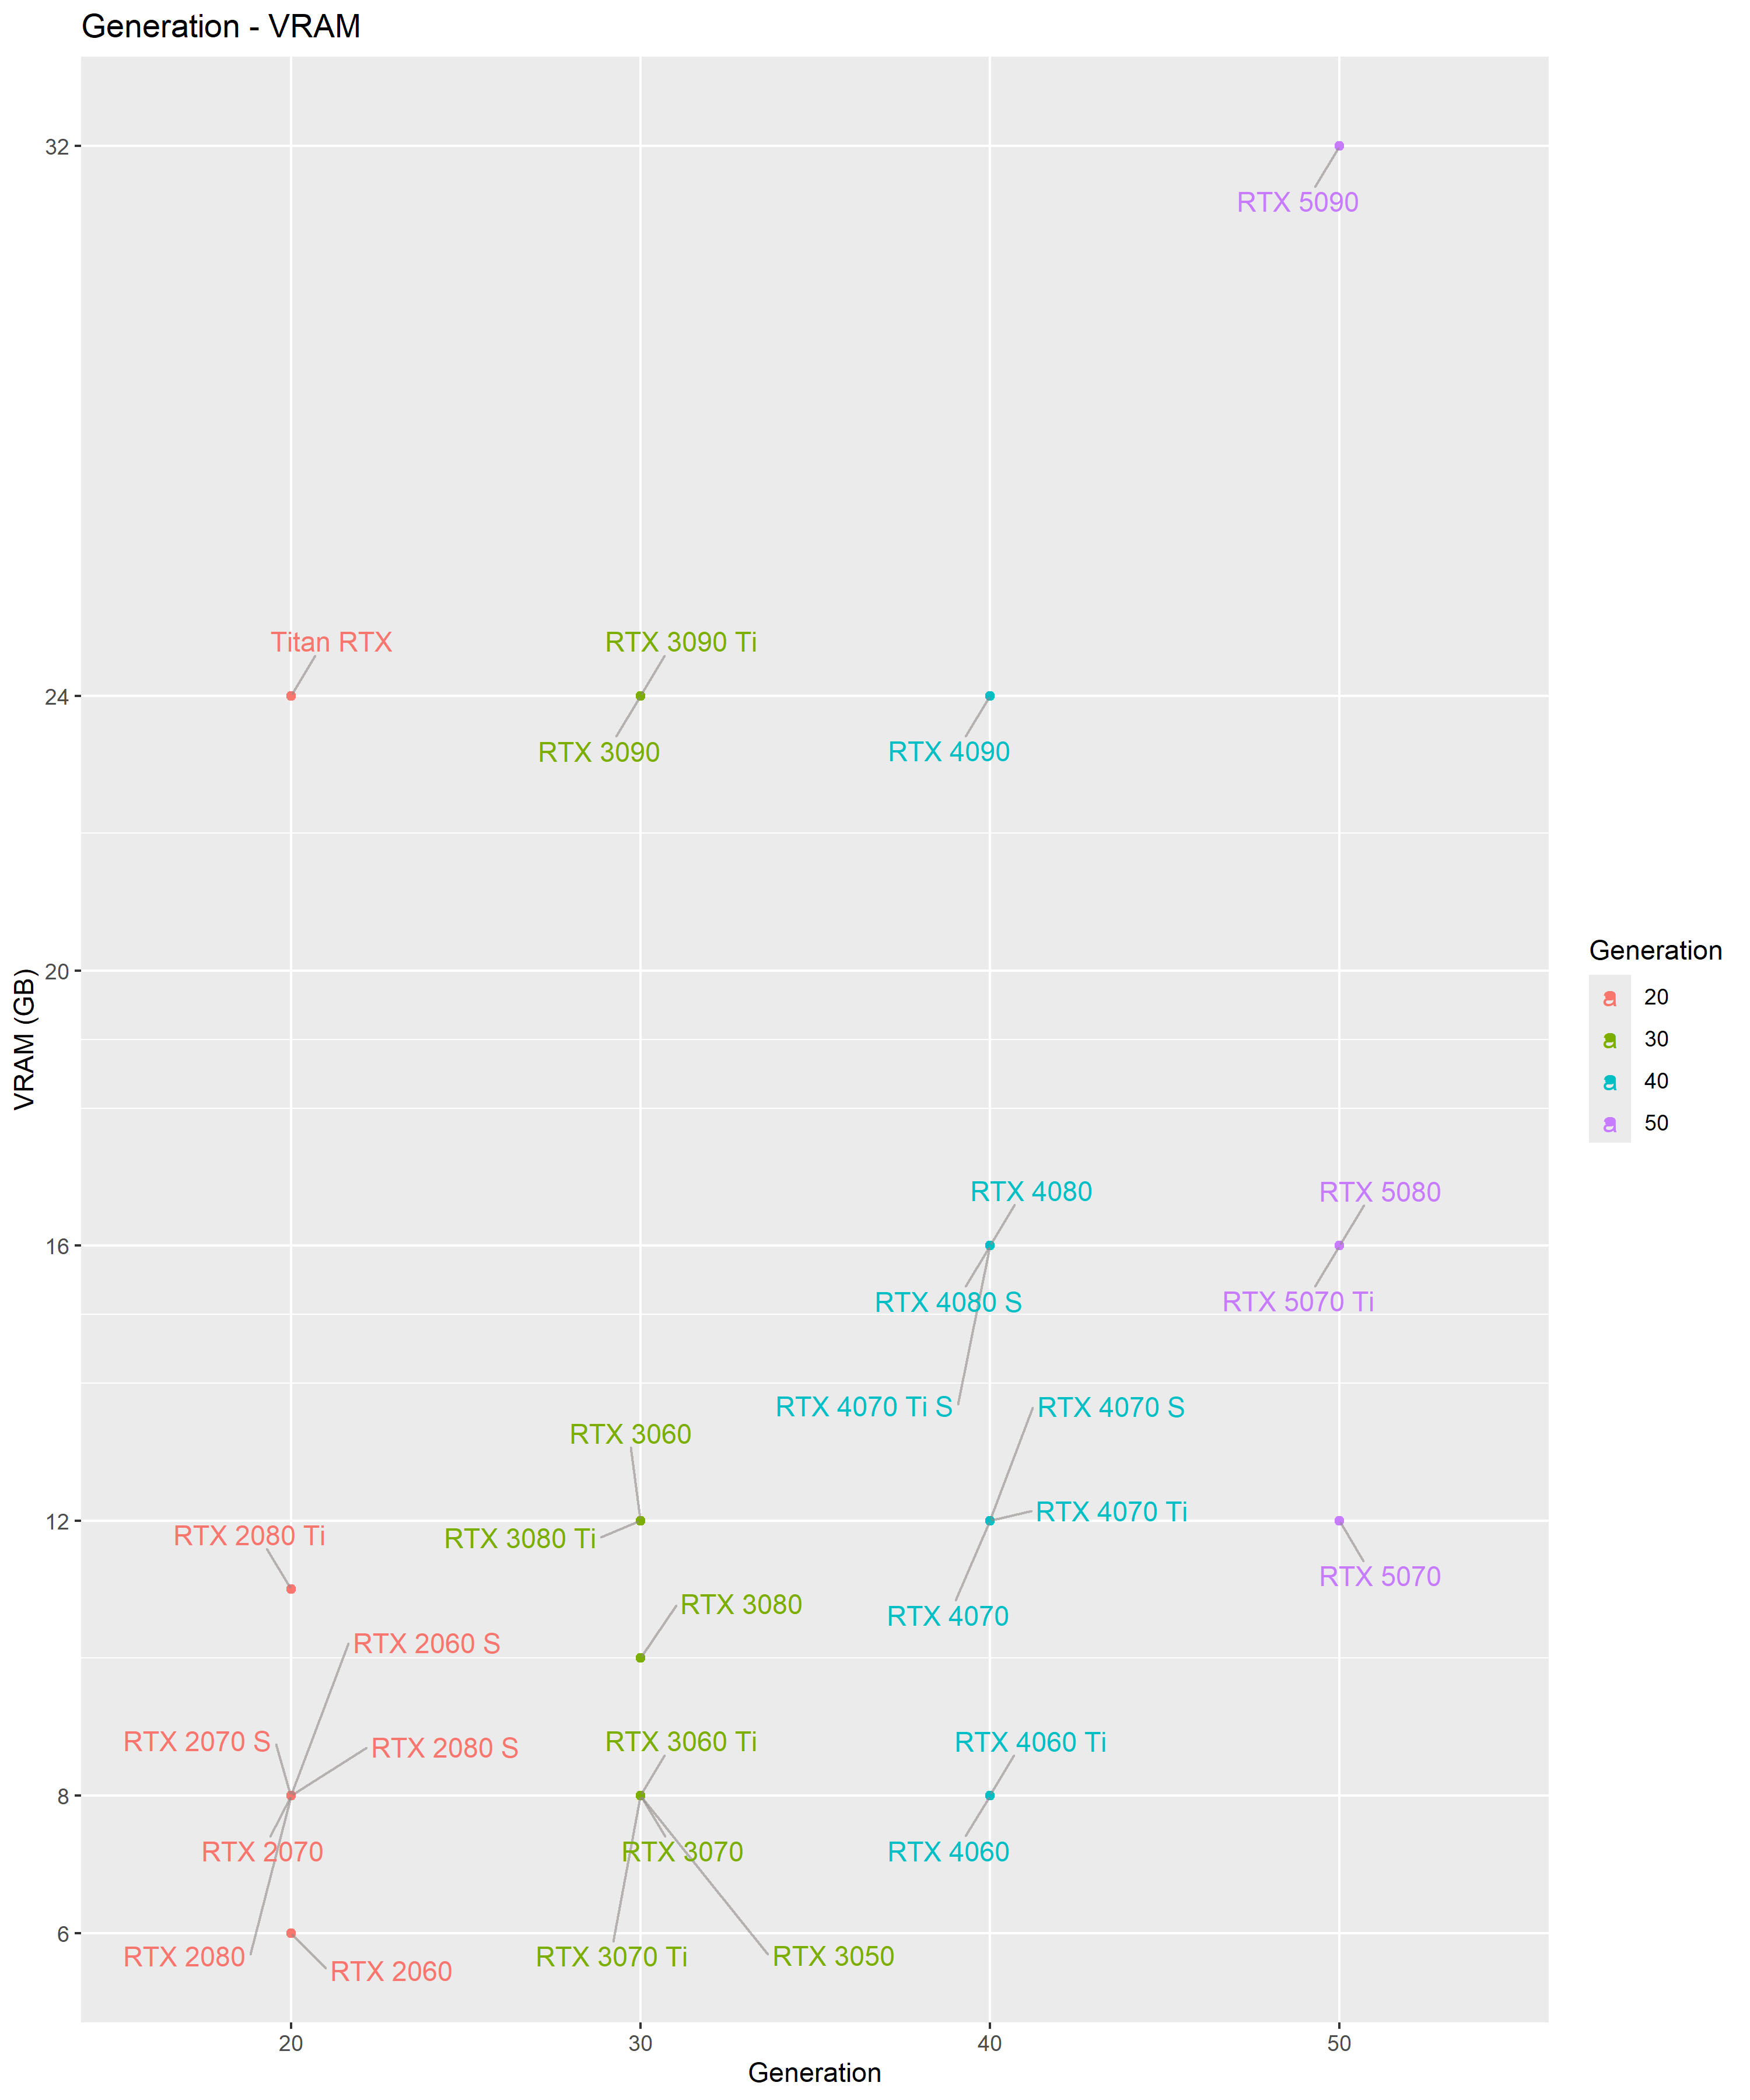 Generation - VRAM
32
RTX 5090
Titan RTX
RTX 3090 Ti
24
RTX 3090
RTX 4090
VRAM (GB)
20
Generation
a 20
a 30
a 40
a 50
RTX 4080
RTX 5080
16
RTX 4080 S
RTX 5070 Ti
RTX 4070 Ti S
RTX 4070 S
RTX 3060
RTX 4070 Ti
12
RTX 2080 Ti
RTX 3080 Ti
RTX 5070
RTX 3080
RTX 4070
RTX 2060 S
RTX 2070 S
RTX 2080 S
RTX 3060 Ti
RTX 4060 Ti
8
RTX 2070
RTX 3070
RTX 4060
6
RTX 2080
RTX 2060
RTX 3070 Ti
RTX 3050
20
30
40
50
Generation